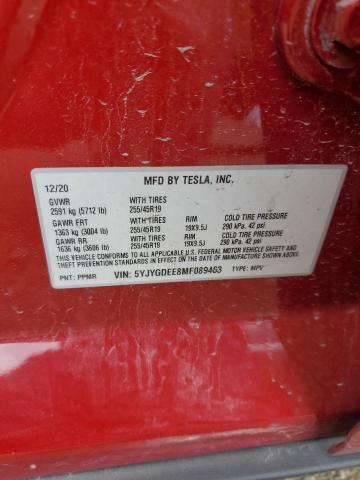 12/20 MFD BY TESLA, INC.
GVWR WITH TIRES
2591 kg (5712 lb) 255/45R19
GAWR FRT WITH TIRES RIM COLD TIRE PRESSURE
1363 kg (3004 lb) 255/45R19 19X9.5J 290 kPa, 42 psi
GAWR RR WITH TIRES RIM COLD TIRE PRESSURE
1636 kg (3606 lb) 255/45R19 19X9.5J 290 kPa, 42 psi
THIS VEHICLE CONFORMS TO ALL APPLICABLE U.S. FEDERAL MOTOR VEHICLE SAFETY BUMPER AND
THEFT PREVENTION STANDARDS IN EFFECT ON THE DATE OF MANUFACTURE SHOWN ABOVE.
PNT: PPMR VIN: 5YJYGDEE8MF089463 TYPE: MPV